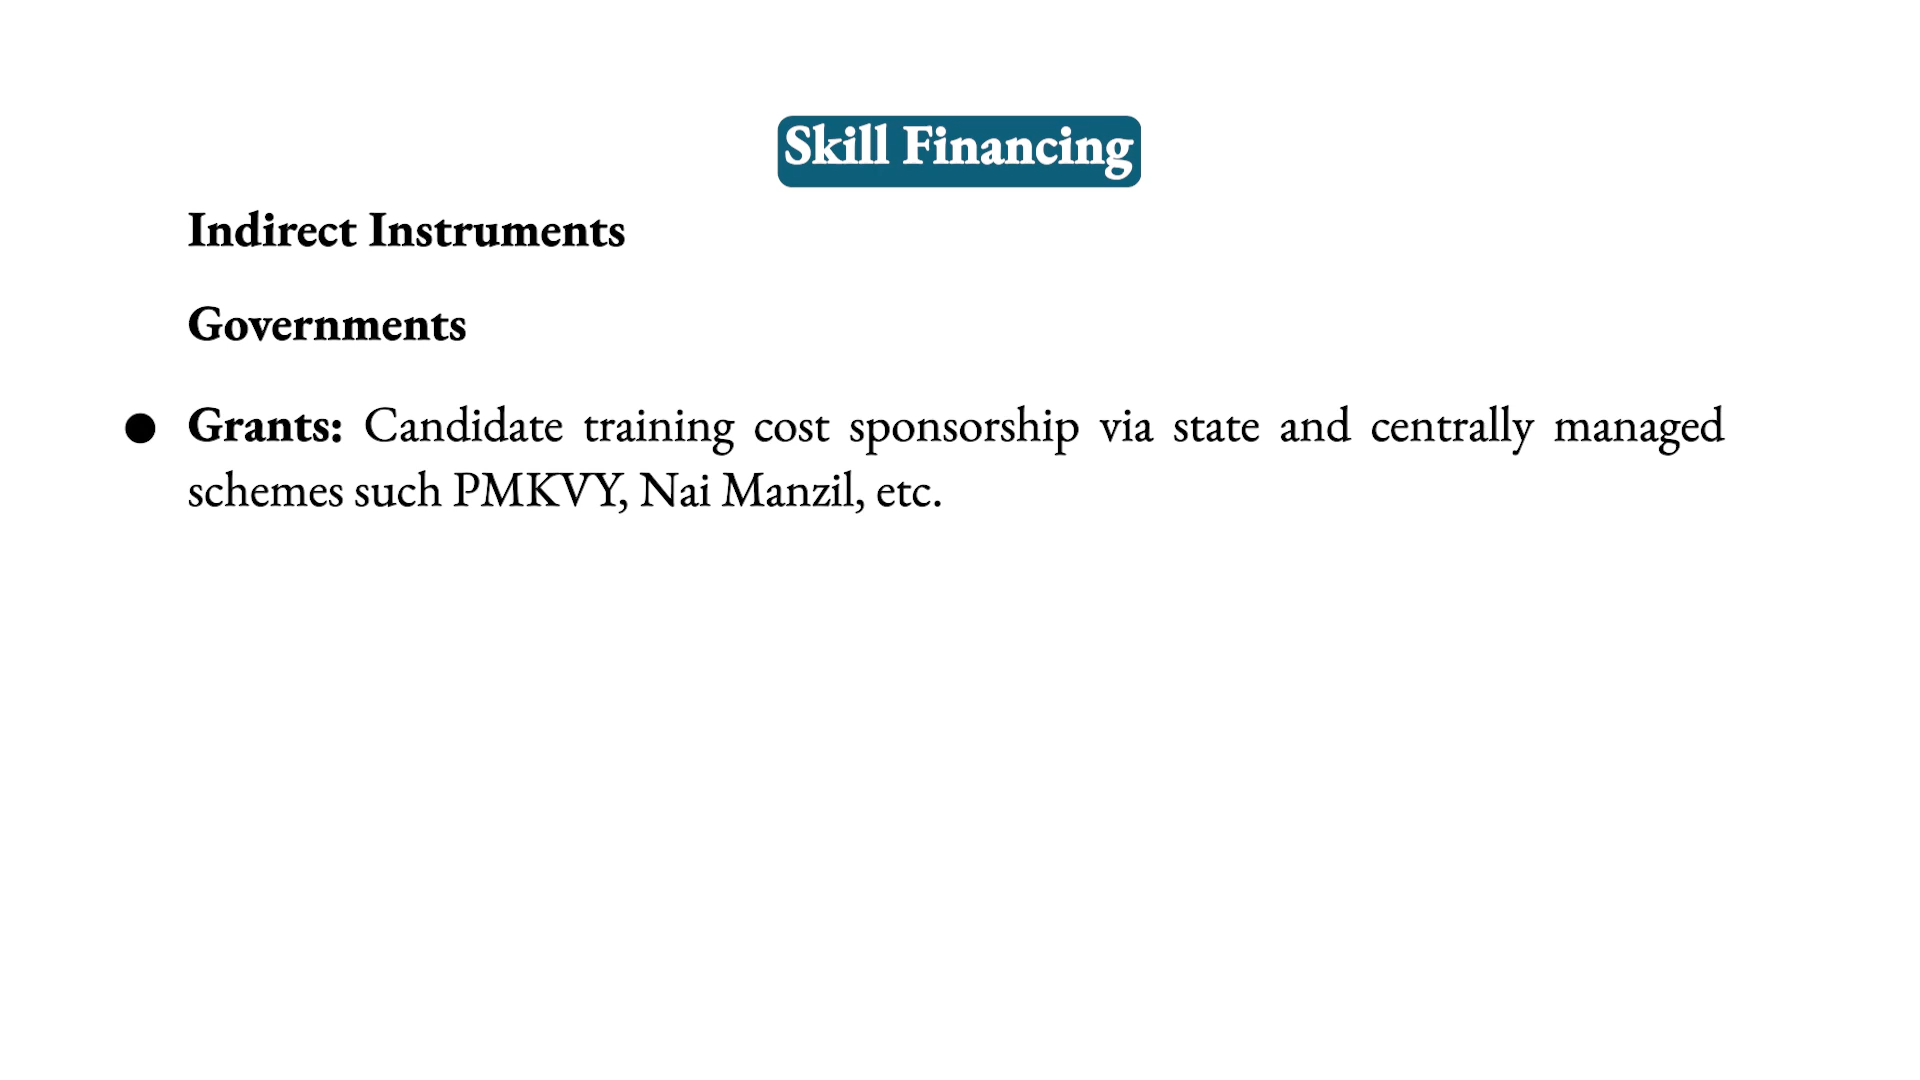 Skill Financing
Indirect Instruments
Governments
● Grants: Candidate training cost sponsorship via state and centrally managed
schemes such PMKVY, Nai Manzil, etc.